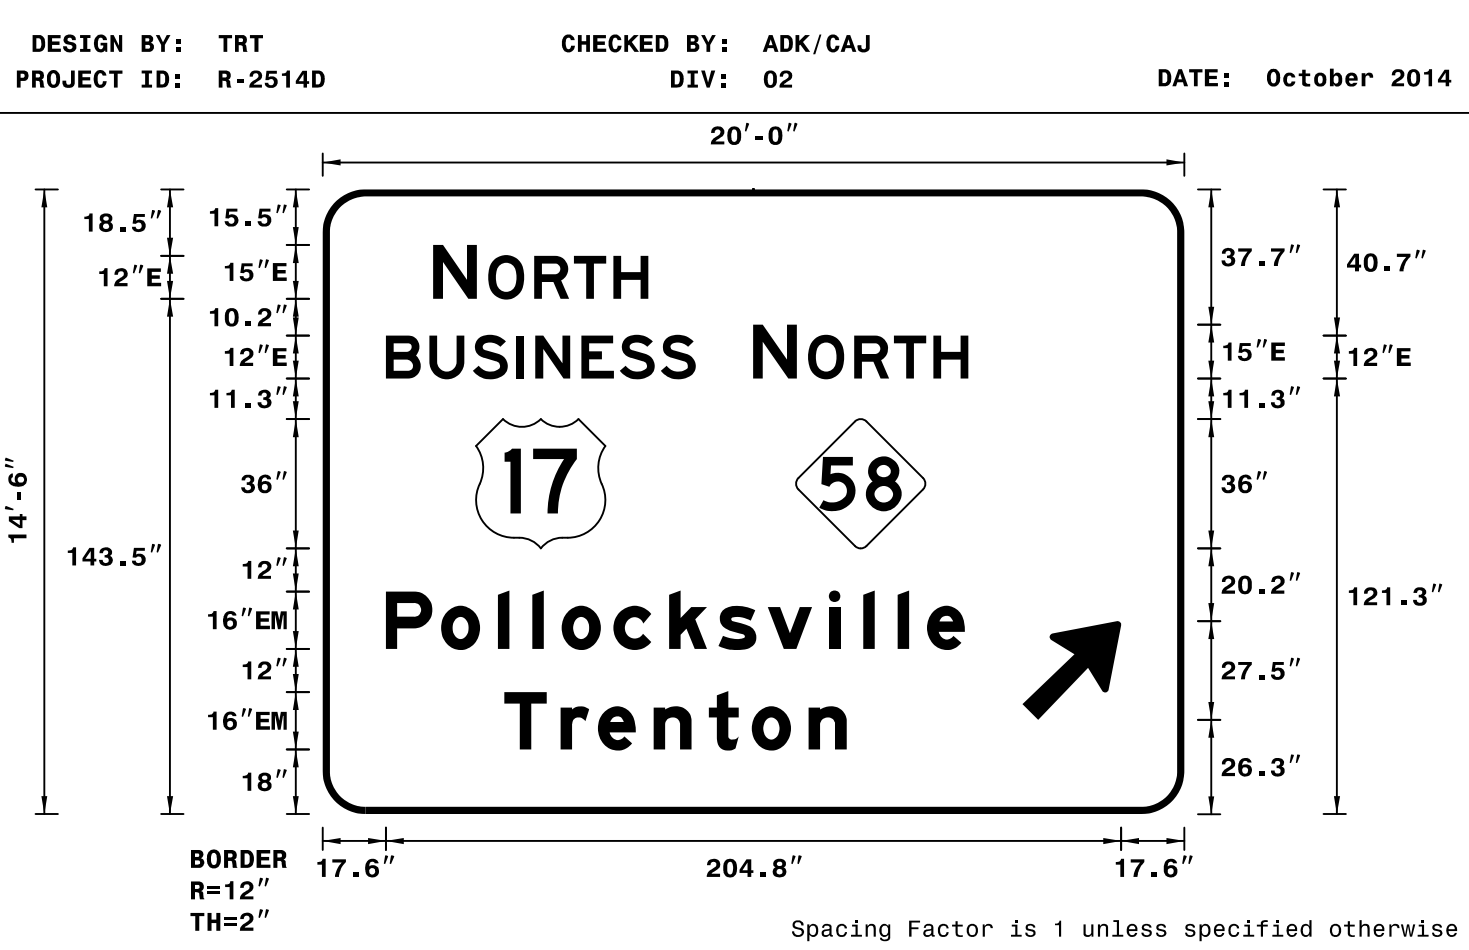 DESIGN BY: TRT CHECKED BY: ADK/CAJ
PROJECT ID: R-2514D DIV: 02 DATE: October 2014
20'-0"
18.5" 15.5"
12"E 15"E
10.2"
12"E
11.3"
14'-6" 36"
143.5" 12"
16"EM
12"
16"EM
18"
NORTH
BUSINESS NORTH
17 58
Pollocksville
Trenton
37.7" 40.7"
15"E 12"E
11.3"
36"
20.2" 121.3"
27.5"
26.3"
17.6" 204.8" 17.6"
BORDER
R=12"
TH=2"
Spacing Factor is 1 unless specified otherwise